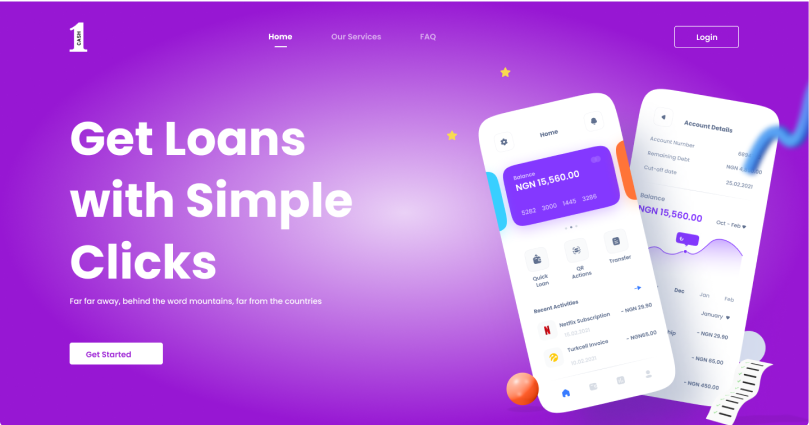 1
CASH
Home
Our Services
FAQ
Login
Get Loans
with Simple
Clicks
Far far away, behind the word mountains, far from the countries
Get Started
Home
Balance
NGN 15,560.00
5282 3000 1445 3286
Quick
Loan
QR
Actions
Transfer
Recent Activities
Netflix Subscription
- NGN 29.90
Turkcell Invoice
- NGN65.00
Account Details
Account Number
Remaining Debt
Cut-off date
25.02.2021
Balance
NGN 15,560.00
Oct - Feb
Dec
Jan
Feb
January
- NGN 29.90
- NGN 65.00
- NGN 450.00